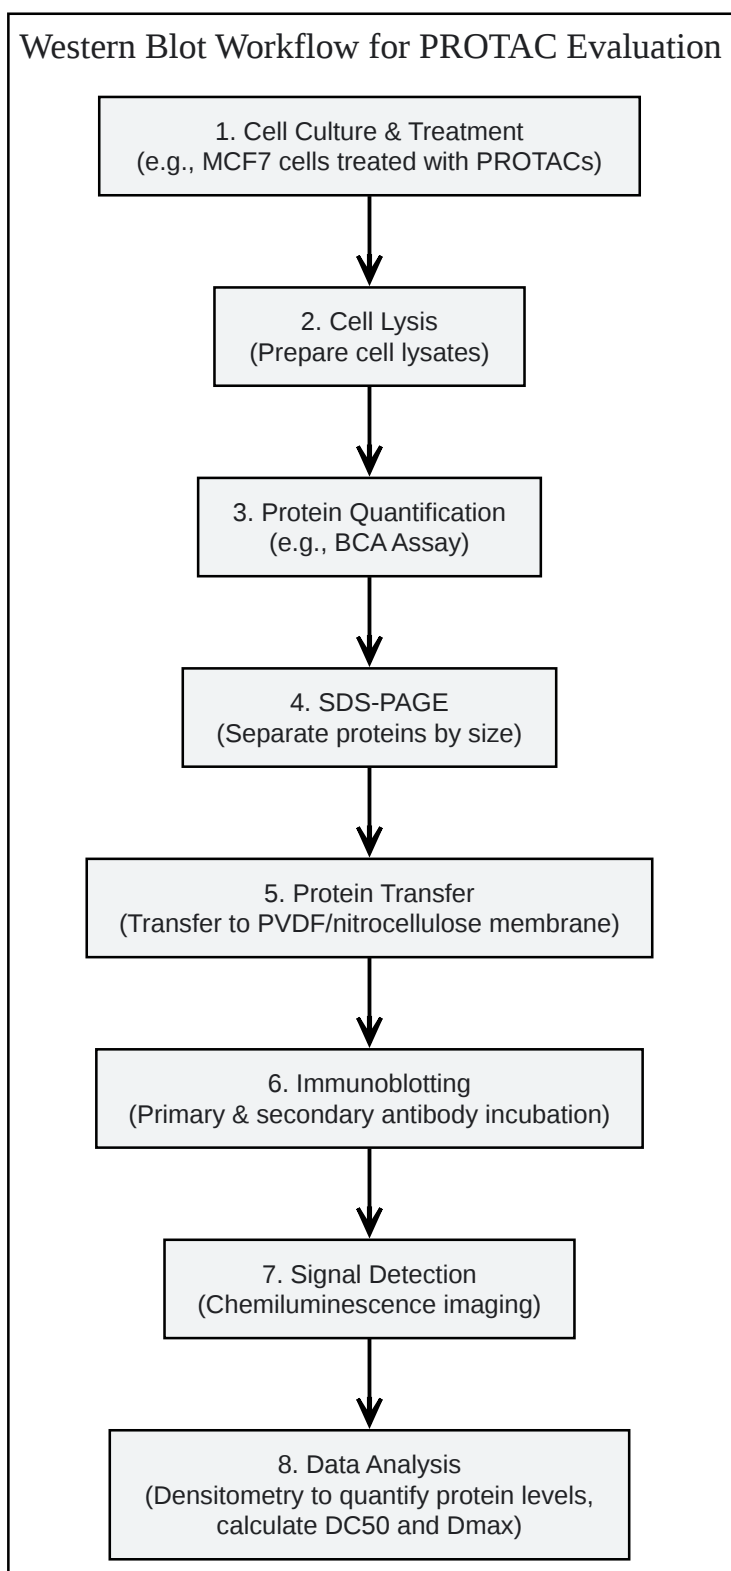 Western Blot Workflow for PROTAC Evaluation
1. Cell Culture & Treatment
(e.g., MCF7 cells treated with PROTACs)
2. Cell Lysis
(Prepare cell lysates)
3. Protein Quantification
(e.g., BCA Assay)
4. SDS-PAGE
(Separate proteins by size)
5. Protein Transfer
(Transfer to PVDF/nitrocellulose membrane)
6. Immunoblotting
(Primary & secondary antibody incubation)
7. Signal Detection
(Chemiluminescence imaging)
8. Data Analysis
(Densitometry to quantify protein levels,
calculate DC50 and Dmax)